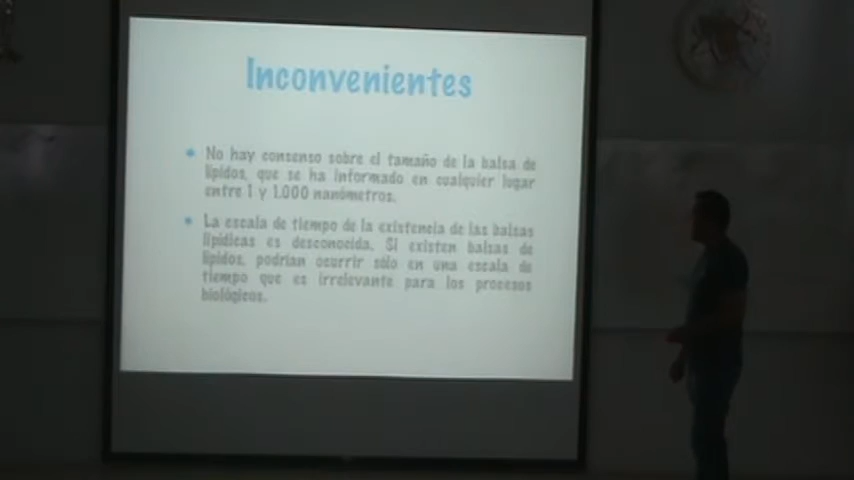 Inconvenientes
No hay consenso sobre el tamaño de la balsa de
lípidos, que se ha informado en cualquier lugar
entre 1 y 1.000 nanómetros.
La escala de tiempo de la existencia de las balsas
lipídicas es desconocida. Si existen balsas de
lípidos, podrían ocurrir sólo en una escala de
tiempo que es irrelevante para los procesos
biológicos.